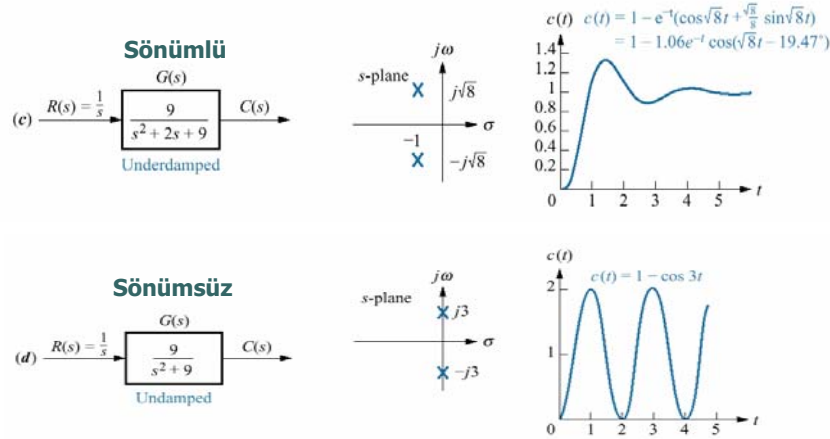 Sönümlü
G(s)
(c) R(s) = 1/s
9
s² + 2s + 9
C(s)
Underdamped
s-plane
jω
j√8
σ
−1
−j√8
c(t) c(t) = 1 − e⁻ᵗ(cos√8t + √8/8 sin√8t)
= 1 − 1.06e⁻ᵗ cos(√8t − 19.47°)
1.4
1.2
1
0.8
0.6
0.4
0.2
0 1 2 3 4 5 t
Sönümsüz
G(s)
(d) R(s) = 1/s
9
s² + 9
C(s)
Undamped
s-plane
jω
j3
σ
−j3
c(t)
c(t) = 1 − cos 3t
2
1
0 1 2 3 4 5 t